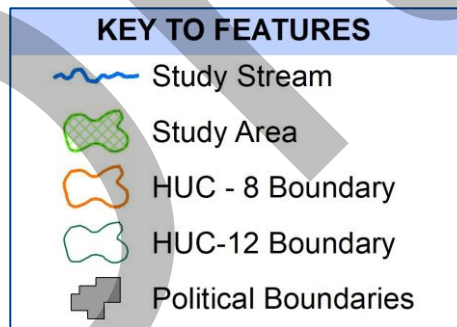 KEY TO FEATURES
Study Stream
Study Area
HUC - 8 Boundary
HUC-12 Boundary
Political Boundaries